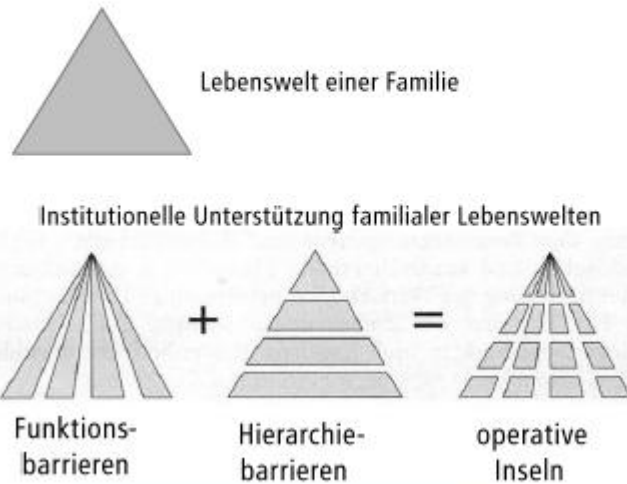 Lebenswelt einer Familie
Institutionelle Unterstützung familialer Lebenswelten
+
=
Funktions-
barrieren
Hierarchie-
barrieren
operative
Inseln